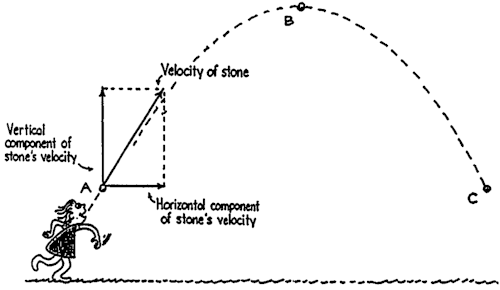 B
Velocity of stone
Vertical
component of
stone's velocity
A
Horizontal component
of stone's velocity
C